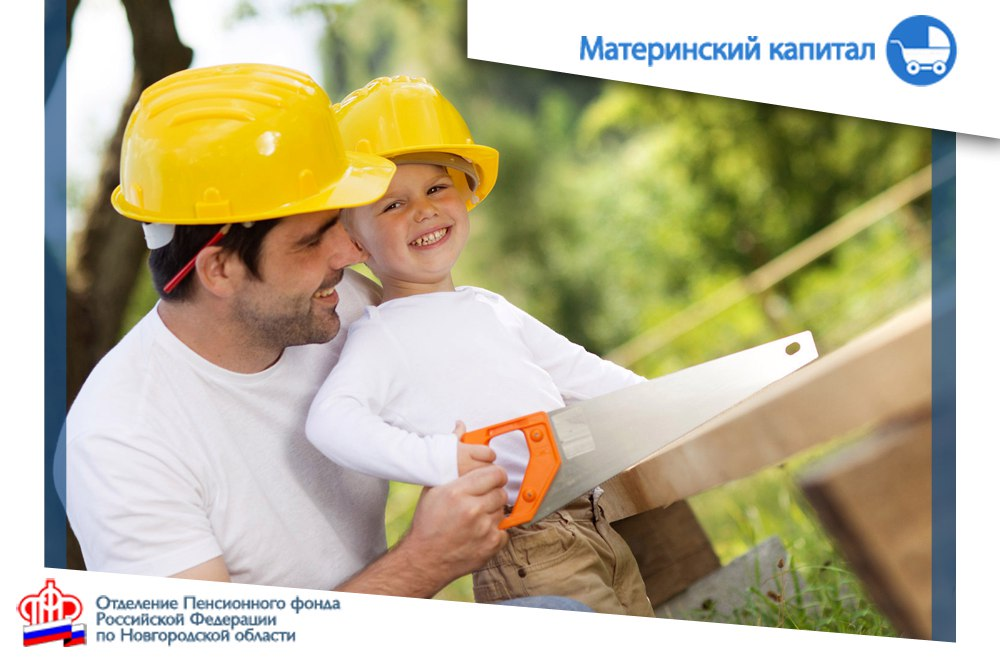 Материнский капитал
Отделение Пенсионного фонда
Российской Федерации
по Новгородской области